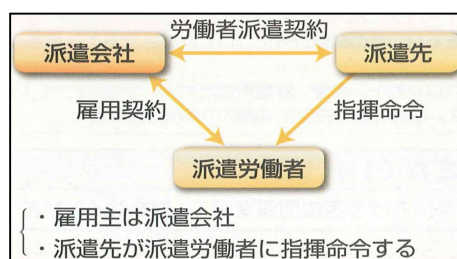 労働者派遣契約
派遣会社
派遣先
雇用契約
指揮命令
派遣労働者
・雇用主は派遣会社
・派遣先が派遣労働者に指揮命令する